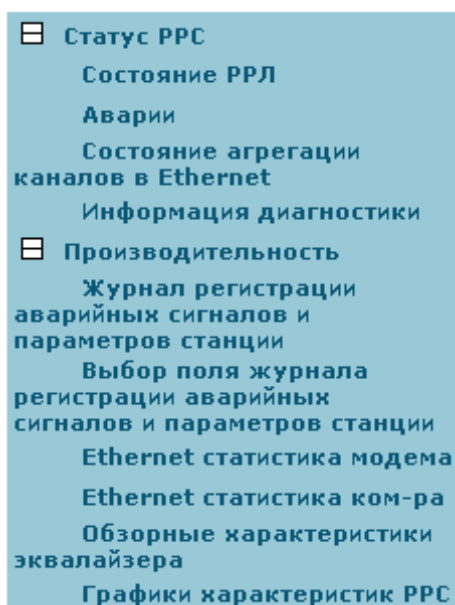 Статус РРС
Состояние РРЛ
Аварии
Состояние агрегации
каналов в Ethernet
Информация диагностики
Производительность
Журнал регистрации
аварийных сигналов и
параметров станции
Выбор поля журнала
регистрации аварийных
сигналов и параметров станции
Ethernet статистика модема
Ethernet статистика ком-ра
Обзорные характеристики
эквалайзера
Графики характеристик РРС